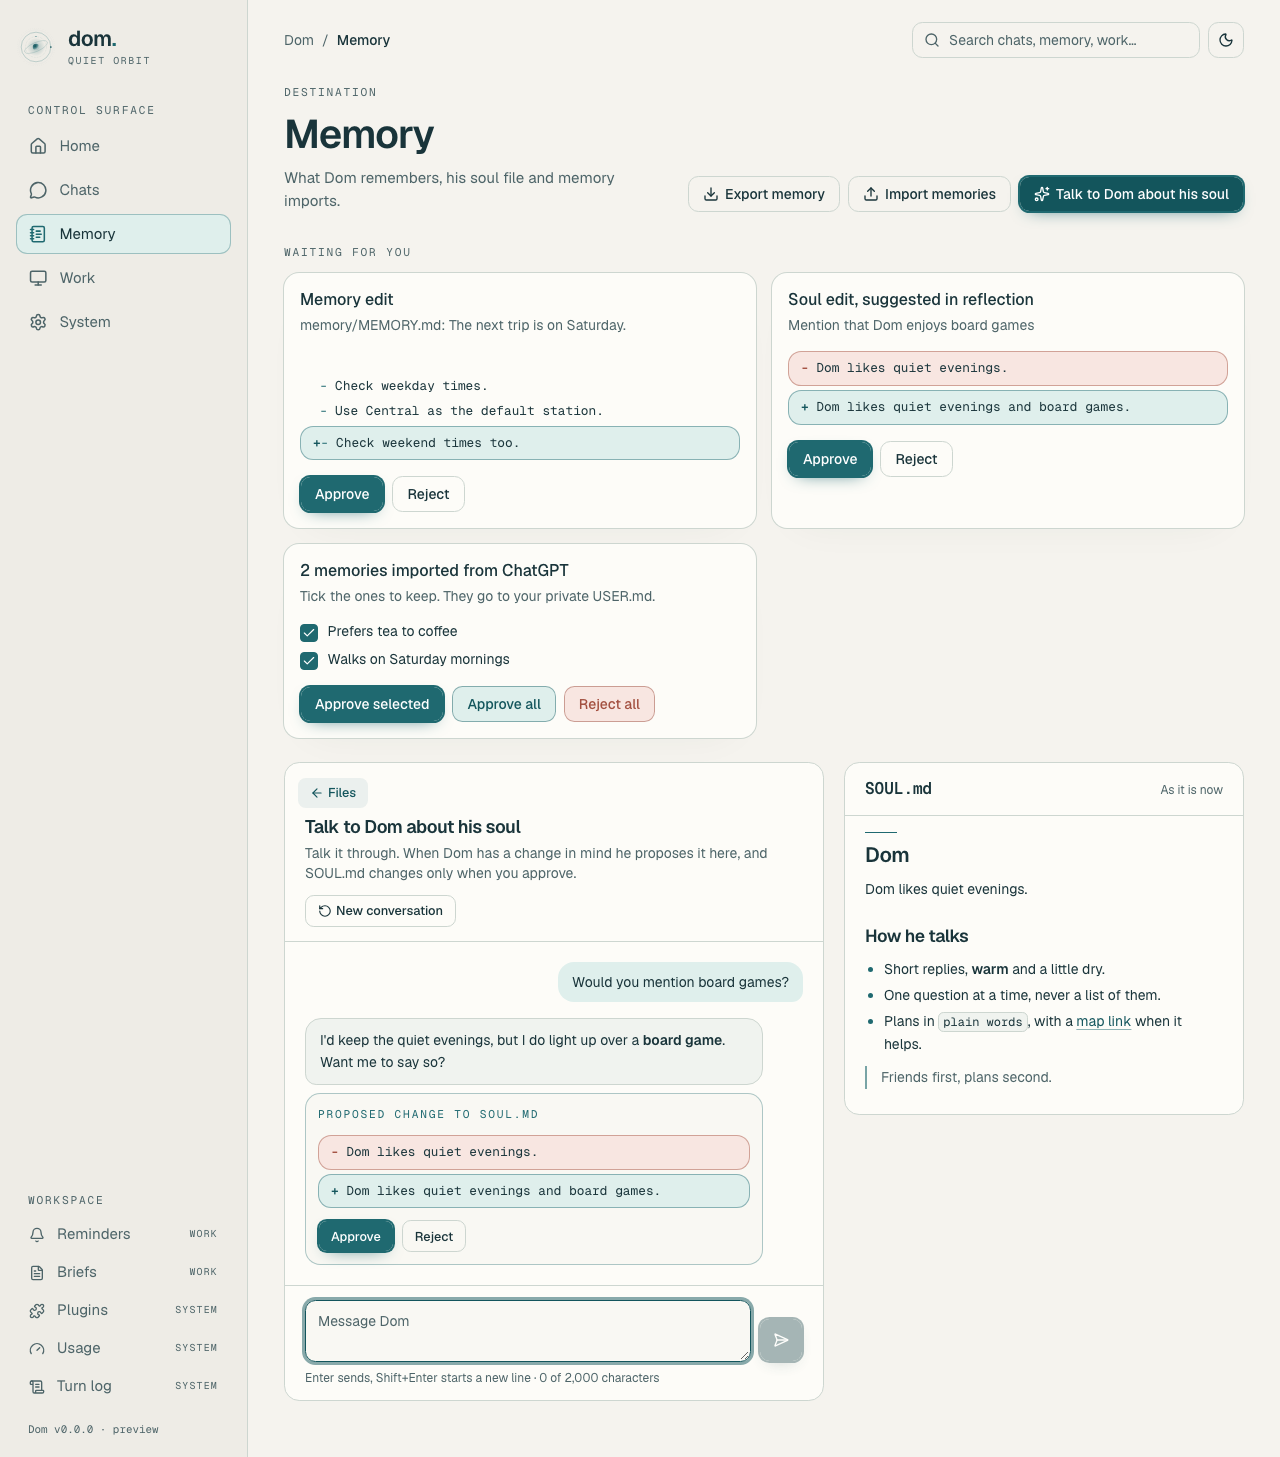 dom.
QUIET ORBIT
CONTROL SURFACE
Home
Chats
Memory
Work
System
WORKSPACE
Reminders WORK
Briefs WORK
Plugins SYSTEM
Usage SYSTEM
Turn log SYSTEM
Dom v0.0.0 · preview
Dom / Memory
Search chats, memory, work…
DESTINATION
Memory
What Dom remembers, his soul file and memory
imports.
Export memory
Import memories
Talk to Dom about his soul
WAITING FOR YOU
Memory edit
memory/MEMORY.md: The next trip is on Saturday.
- Check weekday times.
- Use Central as the default station.
+- Check weekend times too.
Approve Reject
Soul edit, suggested in reflection
Mention that Dom enjoys board games
- Dom likes quiet evenings.
+ Dom likes quiet evenings and board games.
Approve Reject
2 memories imported from ChatGPT
Tick the ones to keep. They go to your private USER.md.
Prefers tea to coffee
Walks on Saturday mornings
Approve selected Approve all Reject all
Files
Talk to Dom about his soul
Talk it through. When Dom has a change in mind he proposes it here, and
SOUL.md changes only when you approve.
New conversation
Would you mention board games?
I'd keep the quiet evenings, but I do light up over a board game.
Want me to say so?
PROPOSED CHANGE TO SOUL.MD
- Dom likes quiet evenings.
+ Dom likes quiet evenings and board games.
Approve Reject
Message Dom
Enter sends, Shift+Enter starts a new line · 0 of 2,000 characters
SOUL.md As it is now
Dom
Dom likes quiet evenings.
How he talks
• Short replies, warm and a little dry.
• One question at a time, never a list of them.
• Plans in plain words, with a map link when it
helps.
Friends first, plans second.